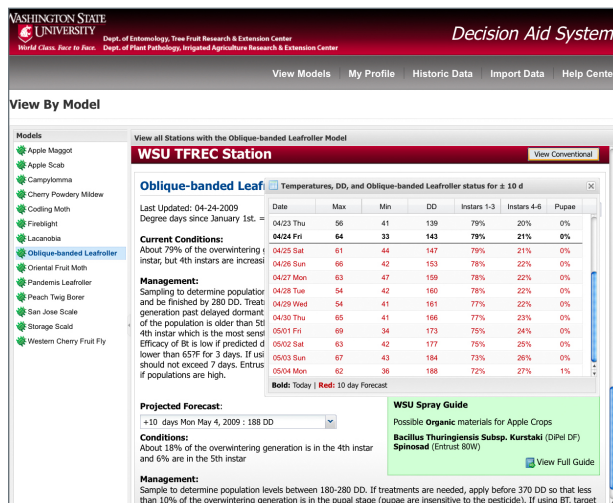 WASHINGTON STATE
UNIVERSITY
World Class. Face to Face.
Dept. of Entomology, Tree Fruit Research & Extension Center
Dept. of Plant Pathology, Irrigated Agriculture Research & Extension Center
Decision Aid System
View Models My Profile Historic Data Import Data Help Cente
View By Model
Models
Apple Maggot
Apple Scab
Campylomma
Cherry Powdery Mildew
Codling Moth
Fireblight
Lacanobia
Oblique-banded Leafroller
Oriental Fruit Moth
Pandemis Leafroller
Peach Twig Borer
San Jose Scale
Storage Scald
Western Cherry Fruit Fly
View all Stations with the Oblique-banded Leafroller Model
WSU TFREC Station
View Conventional
Oblique-banded Leaf
Last Updated: 04-24-2009
Degree days since January 1st. =
Current Conditions:
About 79% of the overwintering
instar, but 4th instars are increasi
Management:
Sampling to determine population
and be finished by 280 DD. Treat
generation past delayed dormant
of the population is older than 5t
4th instar which is the most sens
Efficacy of Bt is low if predicted d
lower than 65?F for 3 days. If usi
should not exceed 7 days. Entrus
if populations are high.
Temperatures, DD, and Oblique-banded Leafroller status for ± 10 d
Date Max Min DD Instars 1-3 Instars 4-6 Pupae
04/23 Thu 56 41 139 79% 20% 0%
04/24 Fri 64 33 143 79% 21% 0%
04/25 Sat 61 44 147 79% 21% 0%
04/26 Sun 66 42 153 78% 22% 0%
04/27 Mon 63 47 159 78% 22% 0%
04/28 Tue 54 42 160 78% 22% 0%
04/29 Wed 54 41 161 77% 22% 0%
04/30 Thu 65 41 166 77% 23% 0%
05/01 Fri 69 34 173 75% 24% 0%
05/02 Sat 63 42 177 75% 25% 0%
05/03 Sun 67 43 184 73% 26% 0%
05/04 Mon 62 36 188 72% 27% 1%
Bold: Today | Red: 10 day Forecast
Projected Forecast:
+10 days Mon May 4, 2009 : 188 DD
Conditions:
About 18% of the overwintering generation is in the 4th instar
and 6% are in the 5th instar
WSU Spray Guide
Possible Organic materials for Apple Crops
Bacillus Thuringiensis Subsp. Kurstaki (DiPel DF)
Spinosad (Entrust 80W)
View Full Guide
Management:
Sample to determine population levels between 180-280 DD. If treatments are needed, apply before 370 DD so that less
than 10% of the overwintering generation is in the pupal stage (pupae are insensitive to the pesticide). If using BT, target